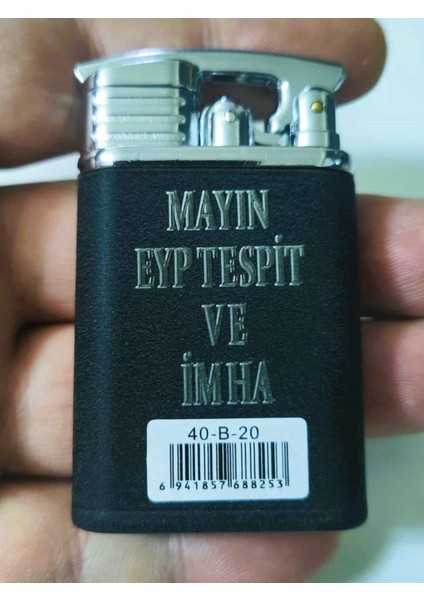 MAYIN
EYP TESPİT
VE
İMHA
40-B-20
6 941857 688253